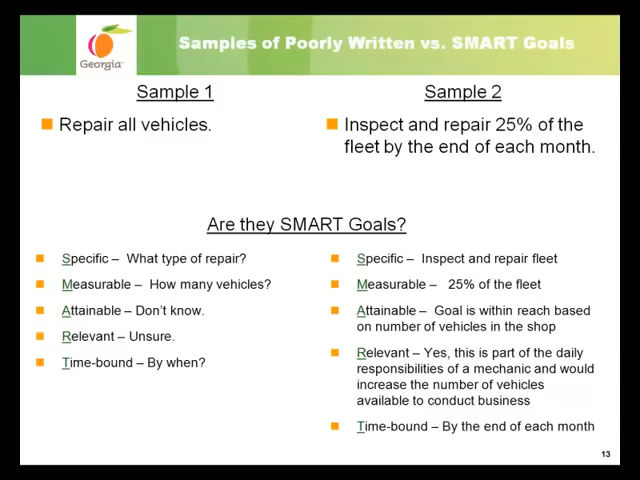 Georgia
Samples of Poorly Written vs. SMART Goals
Sample 1
Repair all vehicles.
Sample 2
Inspect and repair 25% of the
fleet by the end of each month.
Are they SMART Goals?
Specific – What type of repair?
Measurable – How many vehicles?
Attainable – Don't know.
Relevant – Unsure.
Time-bound – By when?
Specific – Inspect and repair fleet
Measurable – 25% of the fleet
Attainable – Goal is within reach based
on number of vehicles in the shop
Relevant – Yes, this is part of the daily
responsibilities of a mechanic and would
increase the number of vehicles
available to conduct business
Time-bound – By the end of each month
13